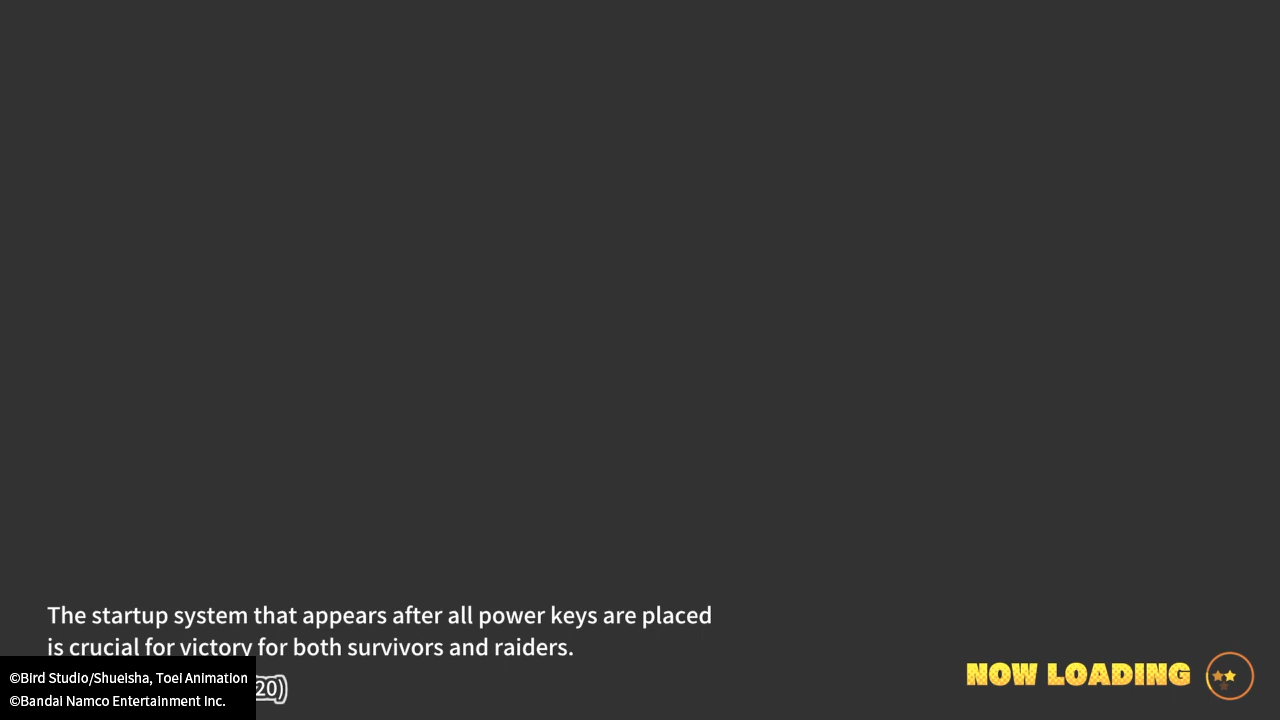 The startup system that appears after all power keys are placed
is crucial for victory for both survivors and raiders.
©Bird Studio/Shueisha, Toei Animation
20)
©Bandai Namco Entertainment Inc.
NOW LOADING